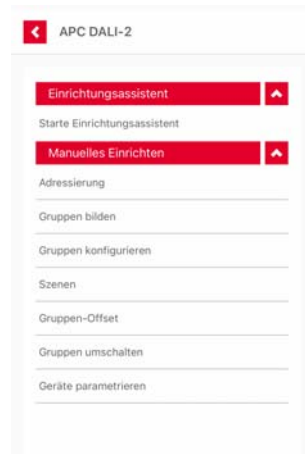 APC DALI-2
Einrichtungsassistent
Starte Einrichtungsassistent
Manuelles Einrichten
Adressierung
Gruppen bilden
Gruppen konfigurieren
Szenen
Gruppen-Offset
Gruppen umschalten
Geräte parametrieren